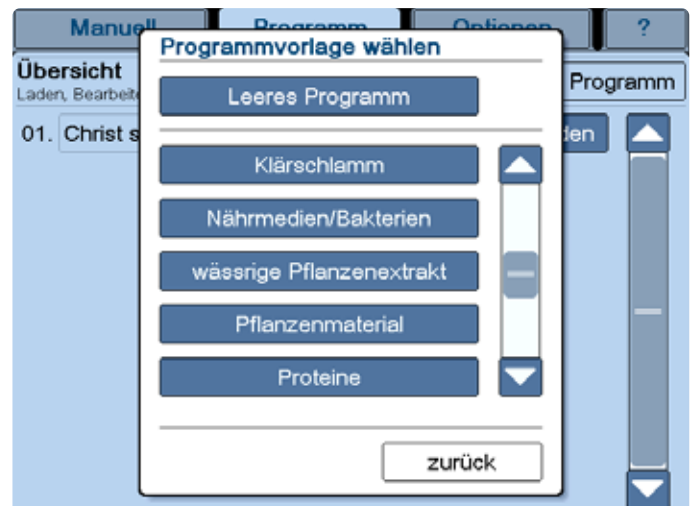 Manuell Programm Optionen ?
Programmvorlage wählen
Übersicht
Laden, Bearbeite
Programm
Leeres Programm
01. Christ s
den
Klärschlamm
Nährmedien/Bakterien
wässrige Pflanzenextrakt
Pflanzenmaterial
Proteine
zurück